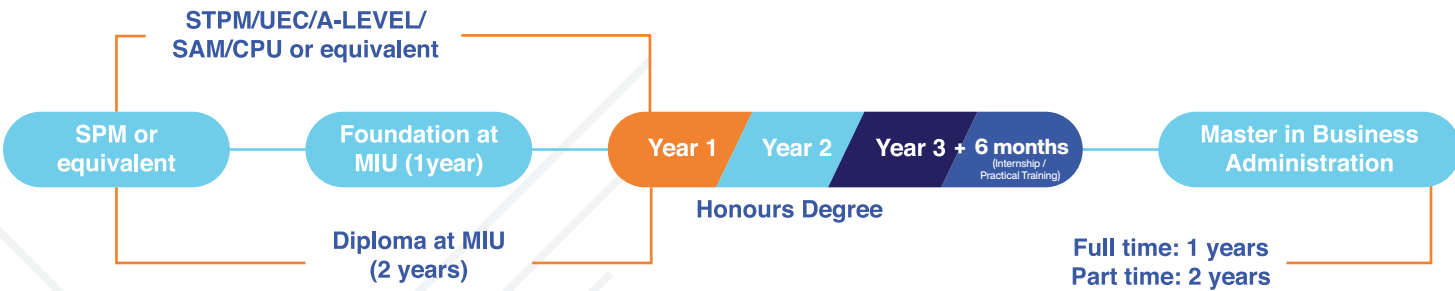 STPM/UEC/A-LEVEL/
SAM/CPU or equivalent
SPM or
equivalent
Foundation at
MIU (1year)
Year 1
Year 2
Year 3 + 6 months
(Internship /
Practical Training)
Master in Business
Administration
Honours Degree
Diploma at MIU
(2 years)
Full time: 1 years
Part time: 2 years